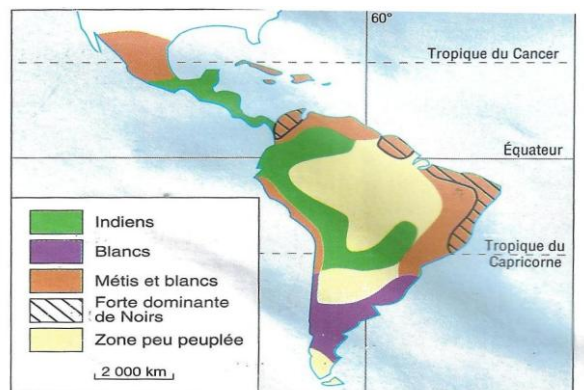 60°
Tropique du Cancer
Équateur
Tropique du
Capricorne
Indiens
Blancs
Métis et blancs
Forte dominante
de Noirs
Zone peu peuplée
2 000 km